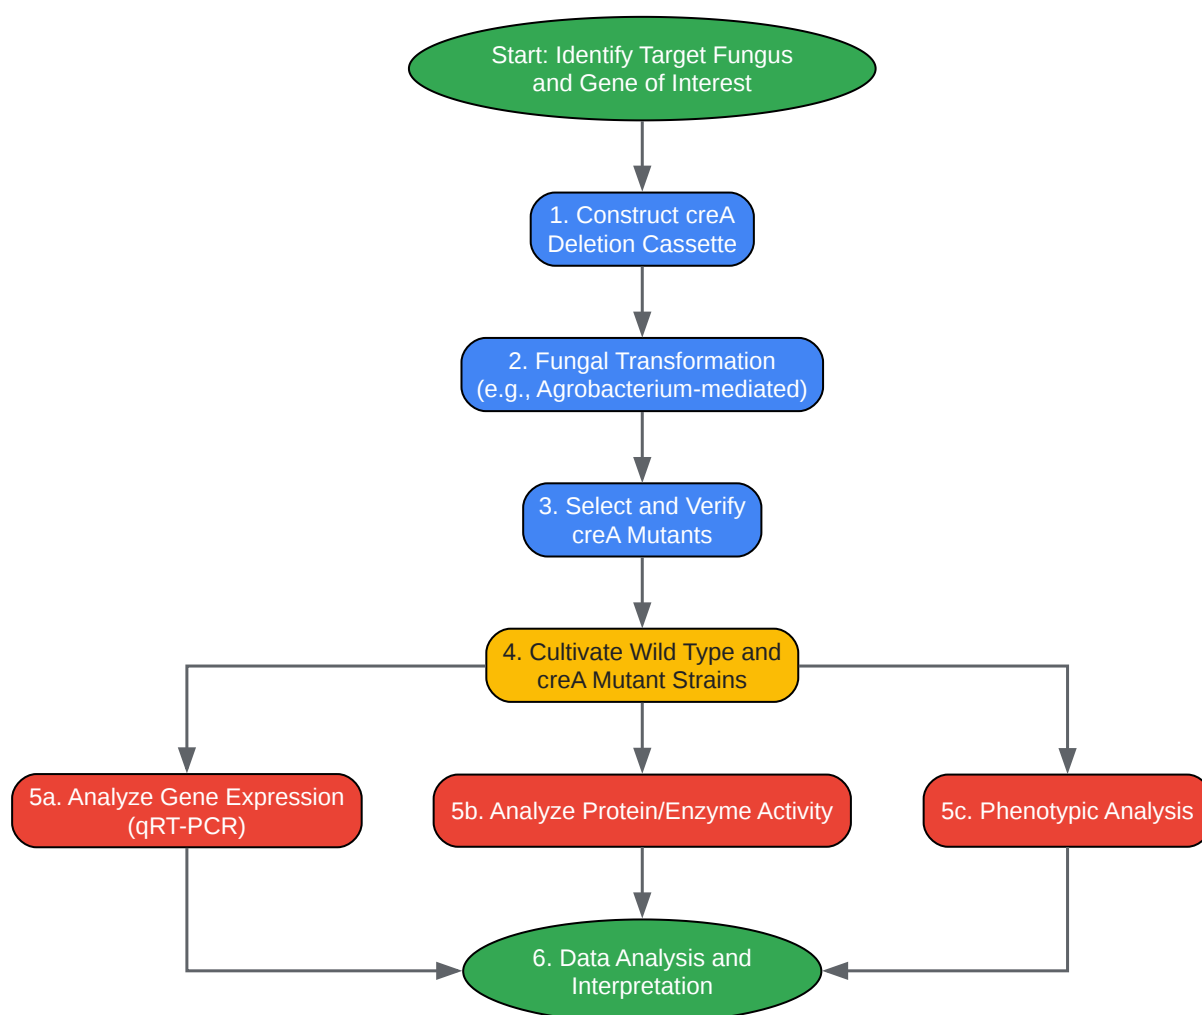 Start: Identify Target Fungus
and Gene of Interest
1. Construct creA
Deletion Cassette
2. Fungal Transformation
(e.g., Agrobacterium-mediated)
3. Select and Verify
creA Mutants
4. Cultivate Wild Type and
creA Mutant Strains
5a. Analyze Gene Expression
(qRT-PCR)
5b. Analyze Protein/Enzyme Activity
5c. Phenotypic Analysis
6. Data Analysis and
Interpretation